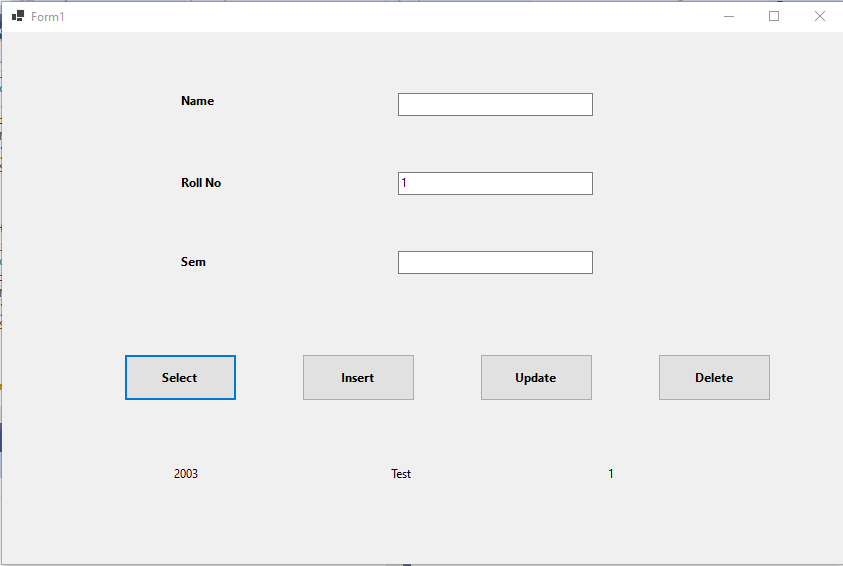 Form1
Name
Roll No 1
Sem
Select Insert Update Delete
2003 Test 1